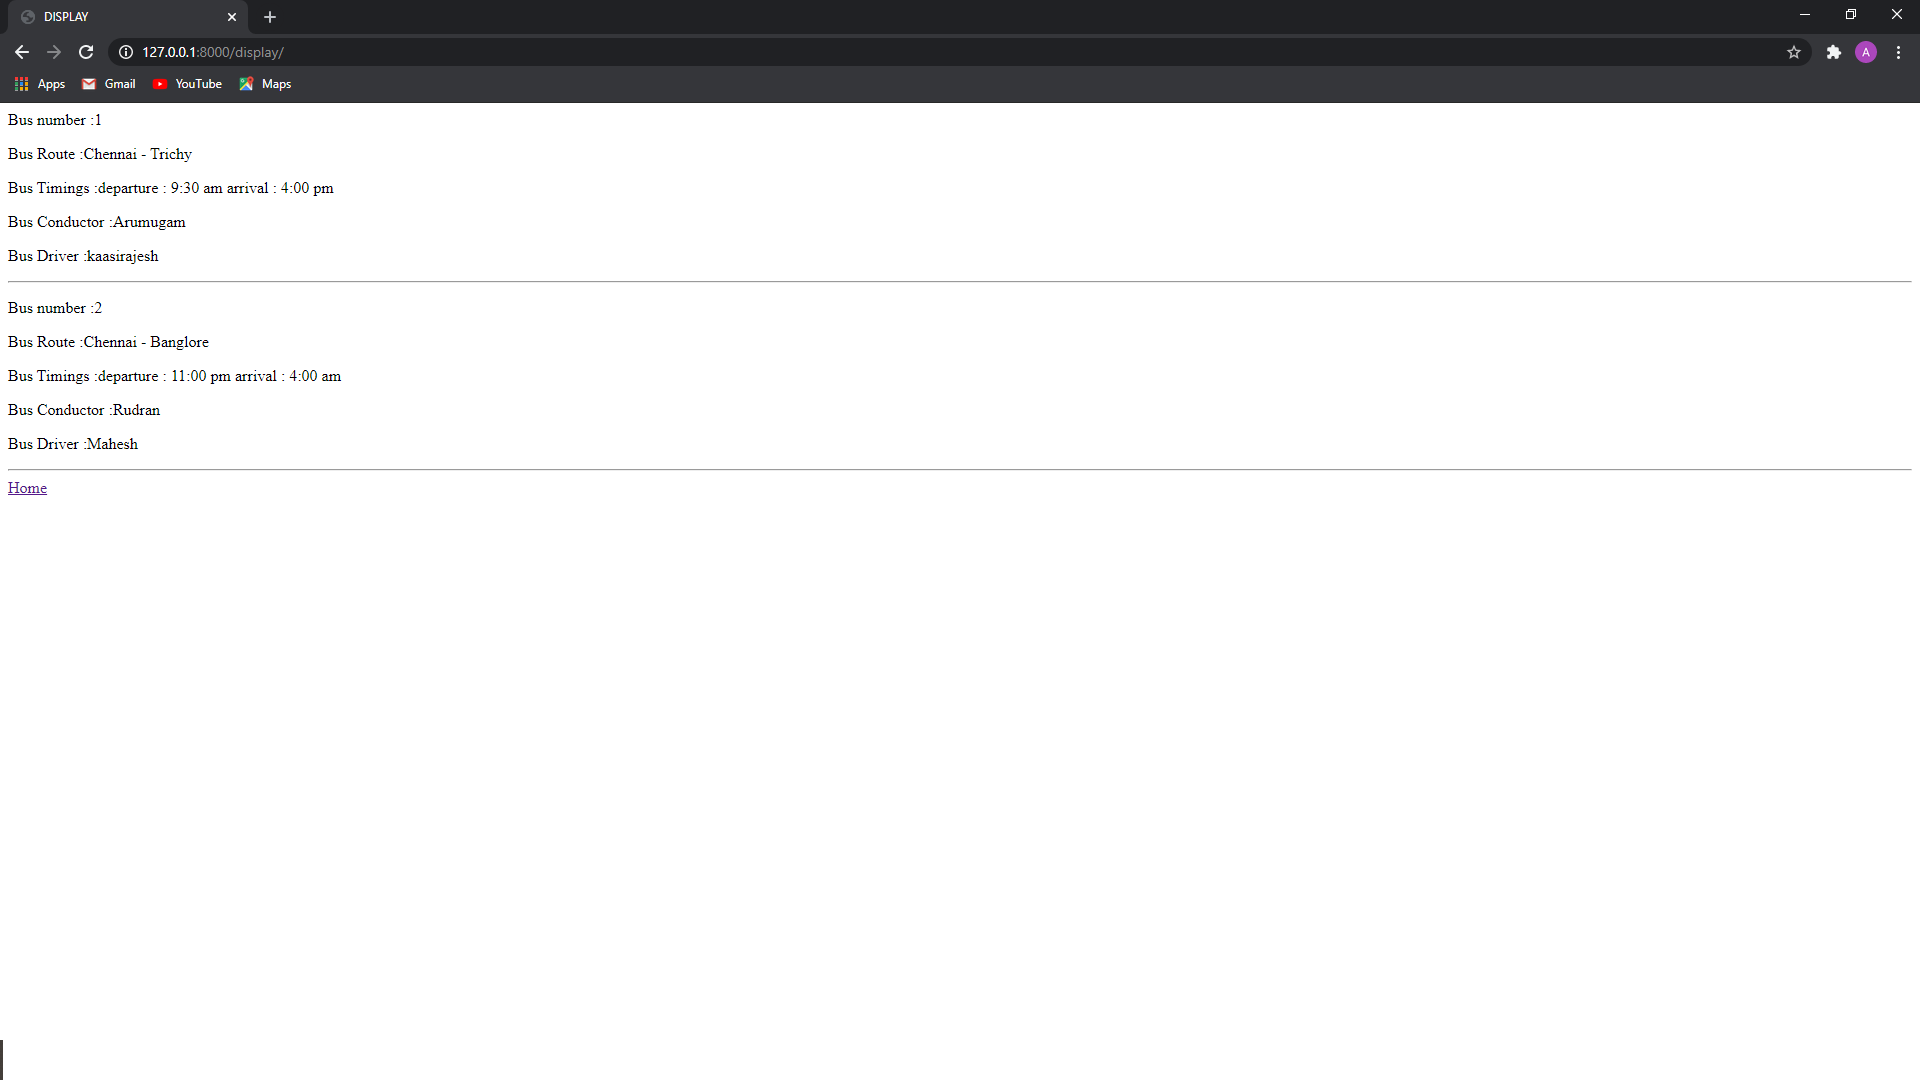 DISPLAY
127.0.0.1:8000/display/
A
Apps Gmail YouTube Maps
Bus number :1
Bus Route :Chennai - Trichy
Bus Timings :departure : 9:30 am arrival : 4:00 pm
Bus Conductor :Arumugam
Bus Driver :kaasirajesh
Bus number :2
Bus Route :Chennai - Banglore
Bus Timings :departure : 11:00 pm arrival : 4:00 am
Bus Conductor :Rudran
Bus Driver :Mahesh
Home